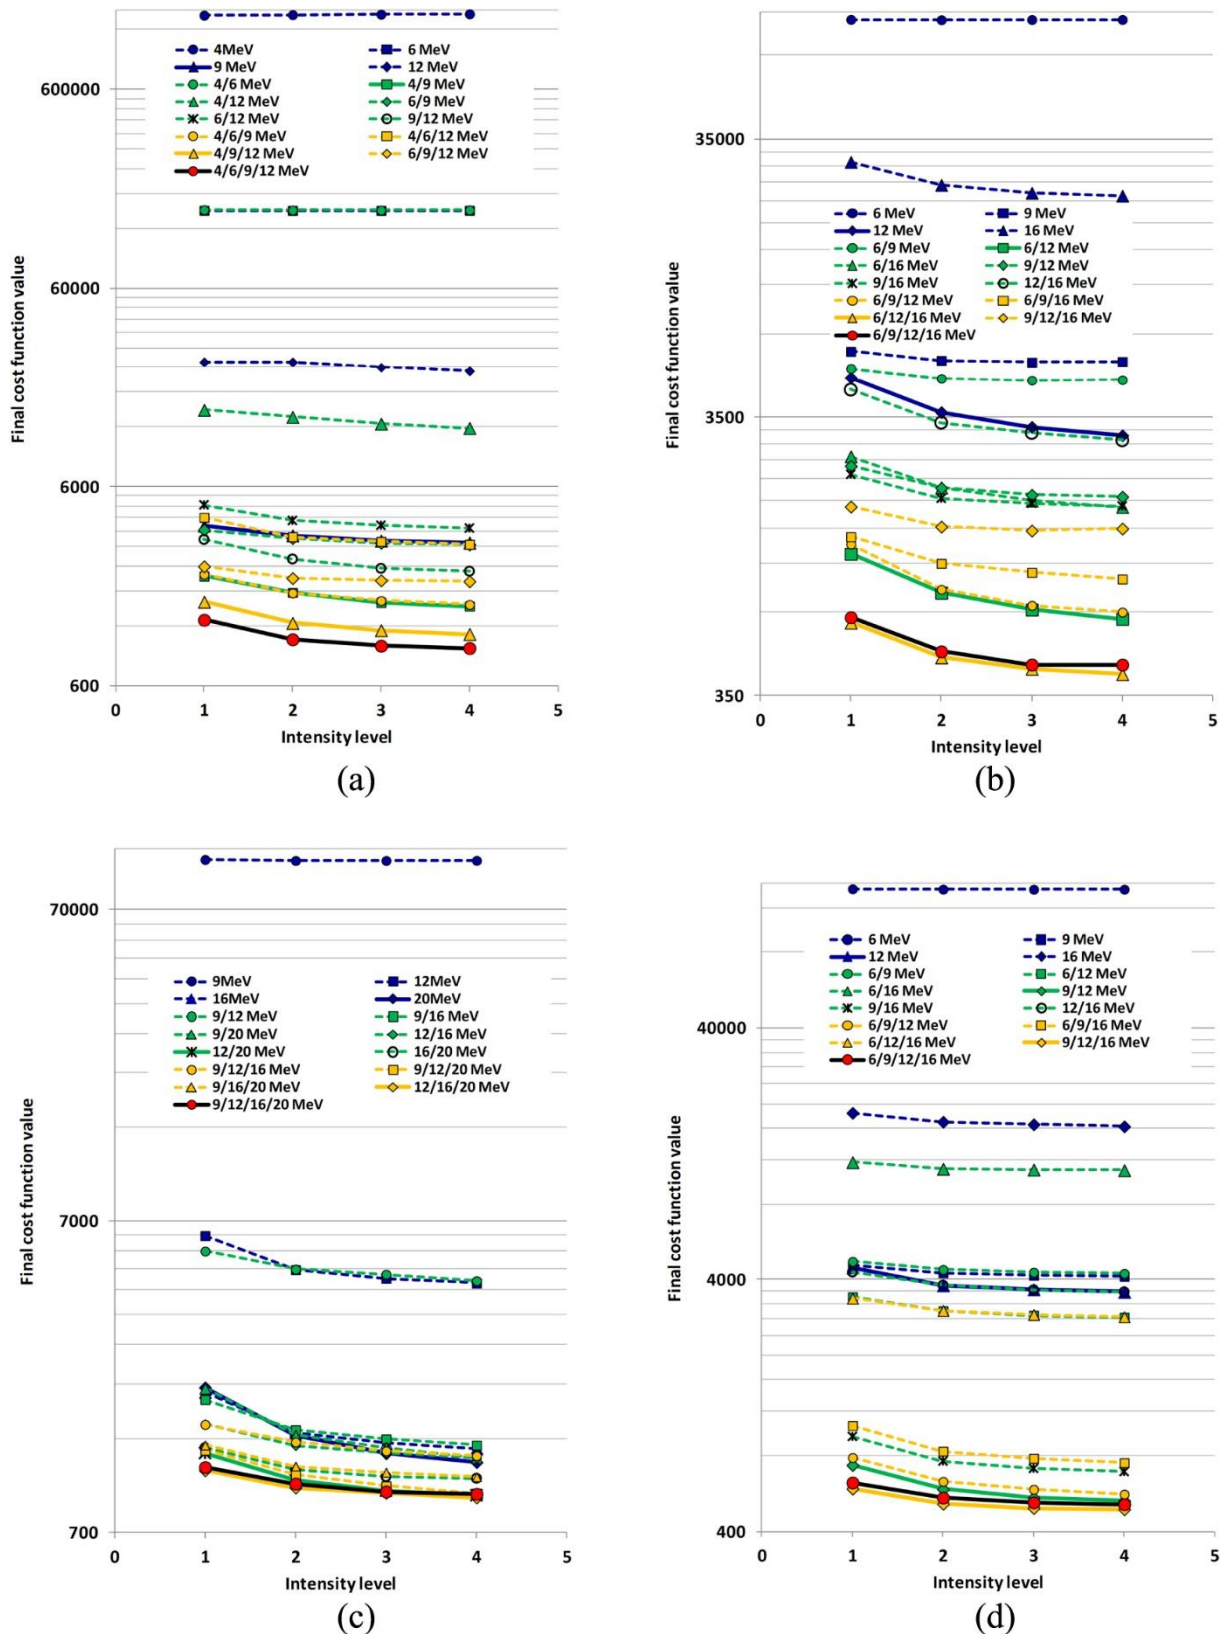 600000
60000
6000
600
Final cost function value
4MeV 6 MeV
9 MeV 12 MeV
4/6 MeV 4/9 MeV
4/12 MeV 6/9 MeV
6/12 MeV 9/12 MeV
4/6/9 MeV 4/6/12 MeV
4/9/12 MeV 6/9/12 MeV
4/6/9/12 MeV
0 1 2 3 4 5
Intensity level
(a)
35000
3500
350
Final cost function value
6 MeV 9 MeV
12 MeV 16 MeV
6/9 MeV 6/12 MeV
6/16 MeV 9/12 MeV
9/16 MeV 12/16 MeV
6/9/12 MeV 6/9/16 MeV
6/12/16 MeV 9/12/16 MeV
6/9/12/16 MeV
0 1 2 3 4 5
Intensity level
(b)
70000
7000
700
Final cost function value
9MeV 12MeV
16MeV 20MeV
9/12 MeV 9/16 MeV
9/20 MeV 12/16 MeV
12/20 MeV 16/20 MeV
9/12/16 MeV 9/12/20 MeV
9/16/20 MeV 12/16/20 MeV
9/12/16/20 MeV
0 1 2 3 4 5
Intensity level
(c)
40000
4000
400
Final cost function value
6 MeV 9 MeV
12 MeV 16 MeV
6/9 MeV 6/12 MeV
6/16 MeV 9/12 MeV
9/16 MeV 12/16 MeV
6/9/12 MeV 6/9/16 MeV
6/12/16 MeV 9/12/16 MeV
6/9/12/16 MeV
0 1 2 3 4 5
Intensity level
(d)